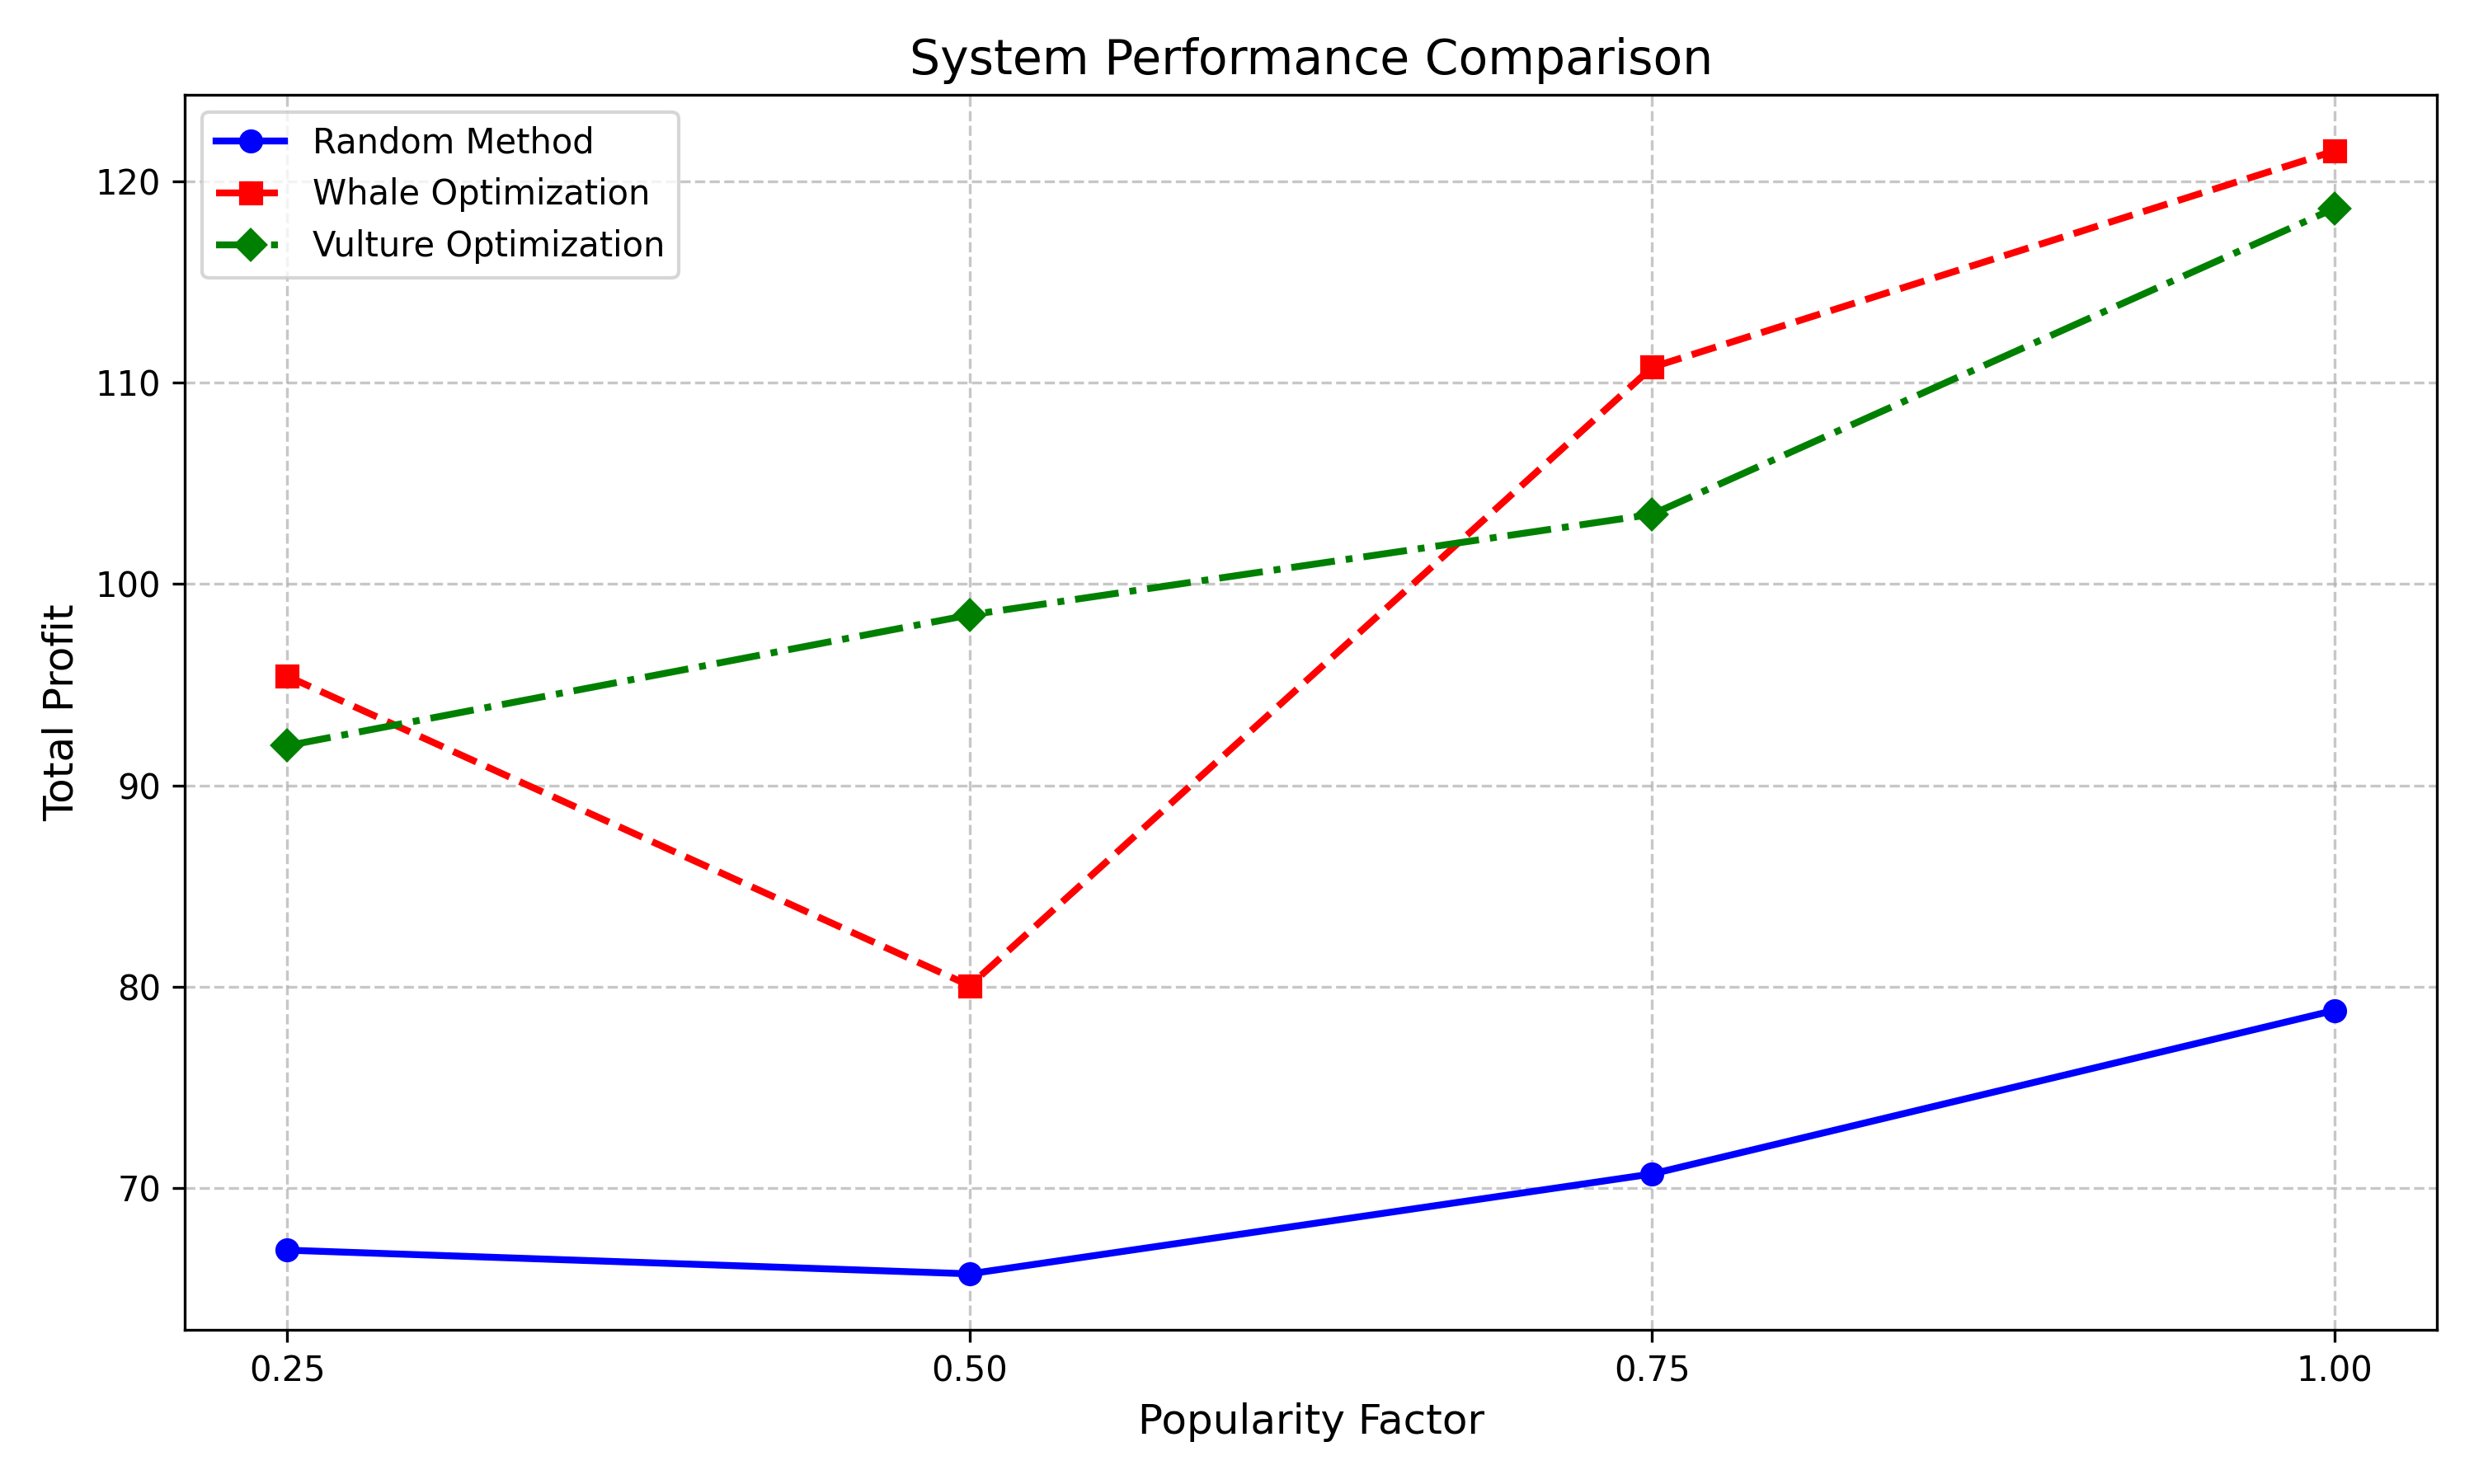 System Performance Comparison
Random Method
Whale Optimization
Vulture Optimization
Total Profit
120
110
100
90
80
70
0.25 0.50 0.75 1.00
Popularity Factor